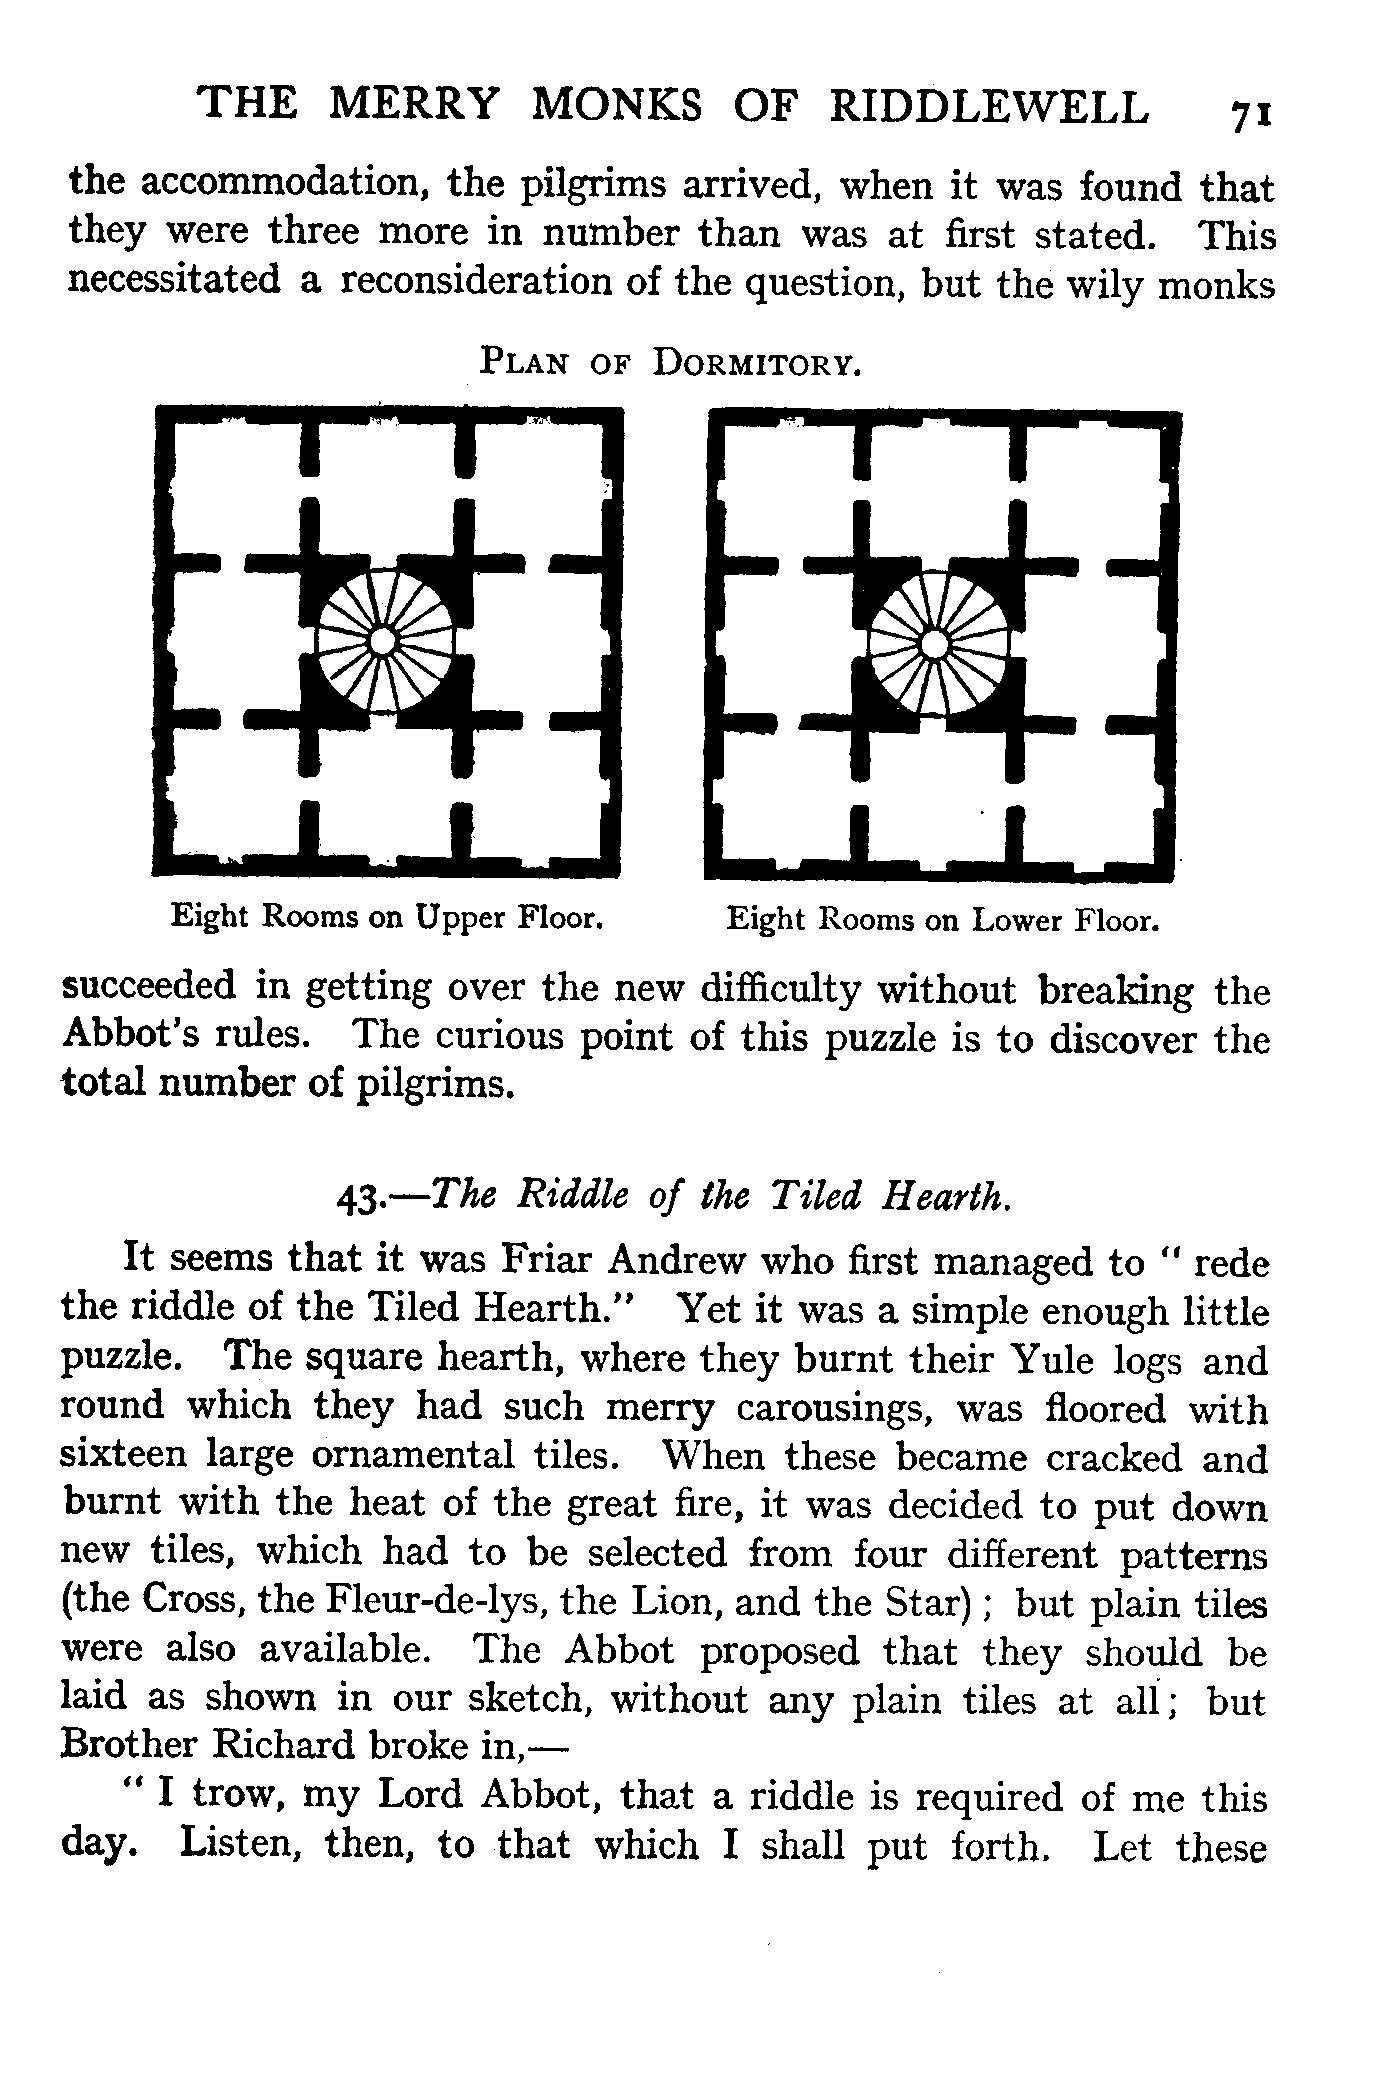 THE MERRY MONKS OF RIDDLEWELL 71
the accommodation, the pilgrims arrived, when it was found that
they were three more in number than was at first stated. This
necessitated a reconsideration of the question, but the wily monks
PLAN OF DORMITORY.
Eight Rooms on Upper Floor. Eight Rooms on Lower Floor.
succeeded in getting over the new difficulty without breaking the
Abbot's rules. The curious point of this puzzle is to discover the
total number of pilgrims.
43.—The Riddle of the Tiled Hearth.
It seems that it was Friar Andrew who first managed to " rede
the riddle of the Tiled Hearth." Yet it was a simple enough little
puzzle. The square hearth, where they burnt their Yule logs and
round which they had such merry carousings, was floored with
sixteen large ornamental tiles. When these became cracked and
burnt with the heat of the great fire, it was decided to put down
new tiles, which had to be selected from four different patterns
(the Cross, the Fleur-de-lys, the Lion, and the Star) ; but plain tiles
were also available. The Abbot proposed that they should be
laid as shown in our sketch, without any plain tiles at all ; but
Brother Richard broke in,—
" I trow, my Lord Abbot, that a riddle is required of me this
day. Listen, then, to that which I shall put forth. Let these